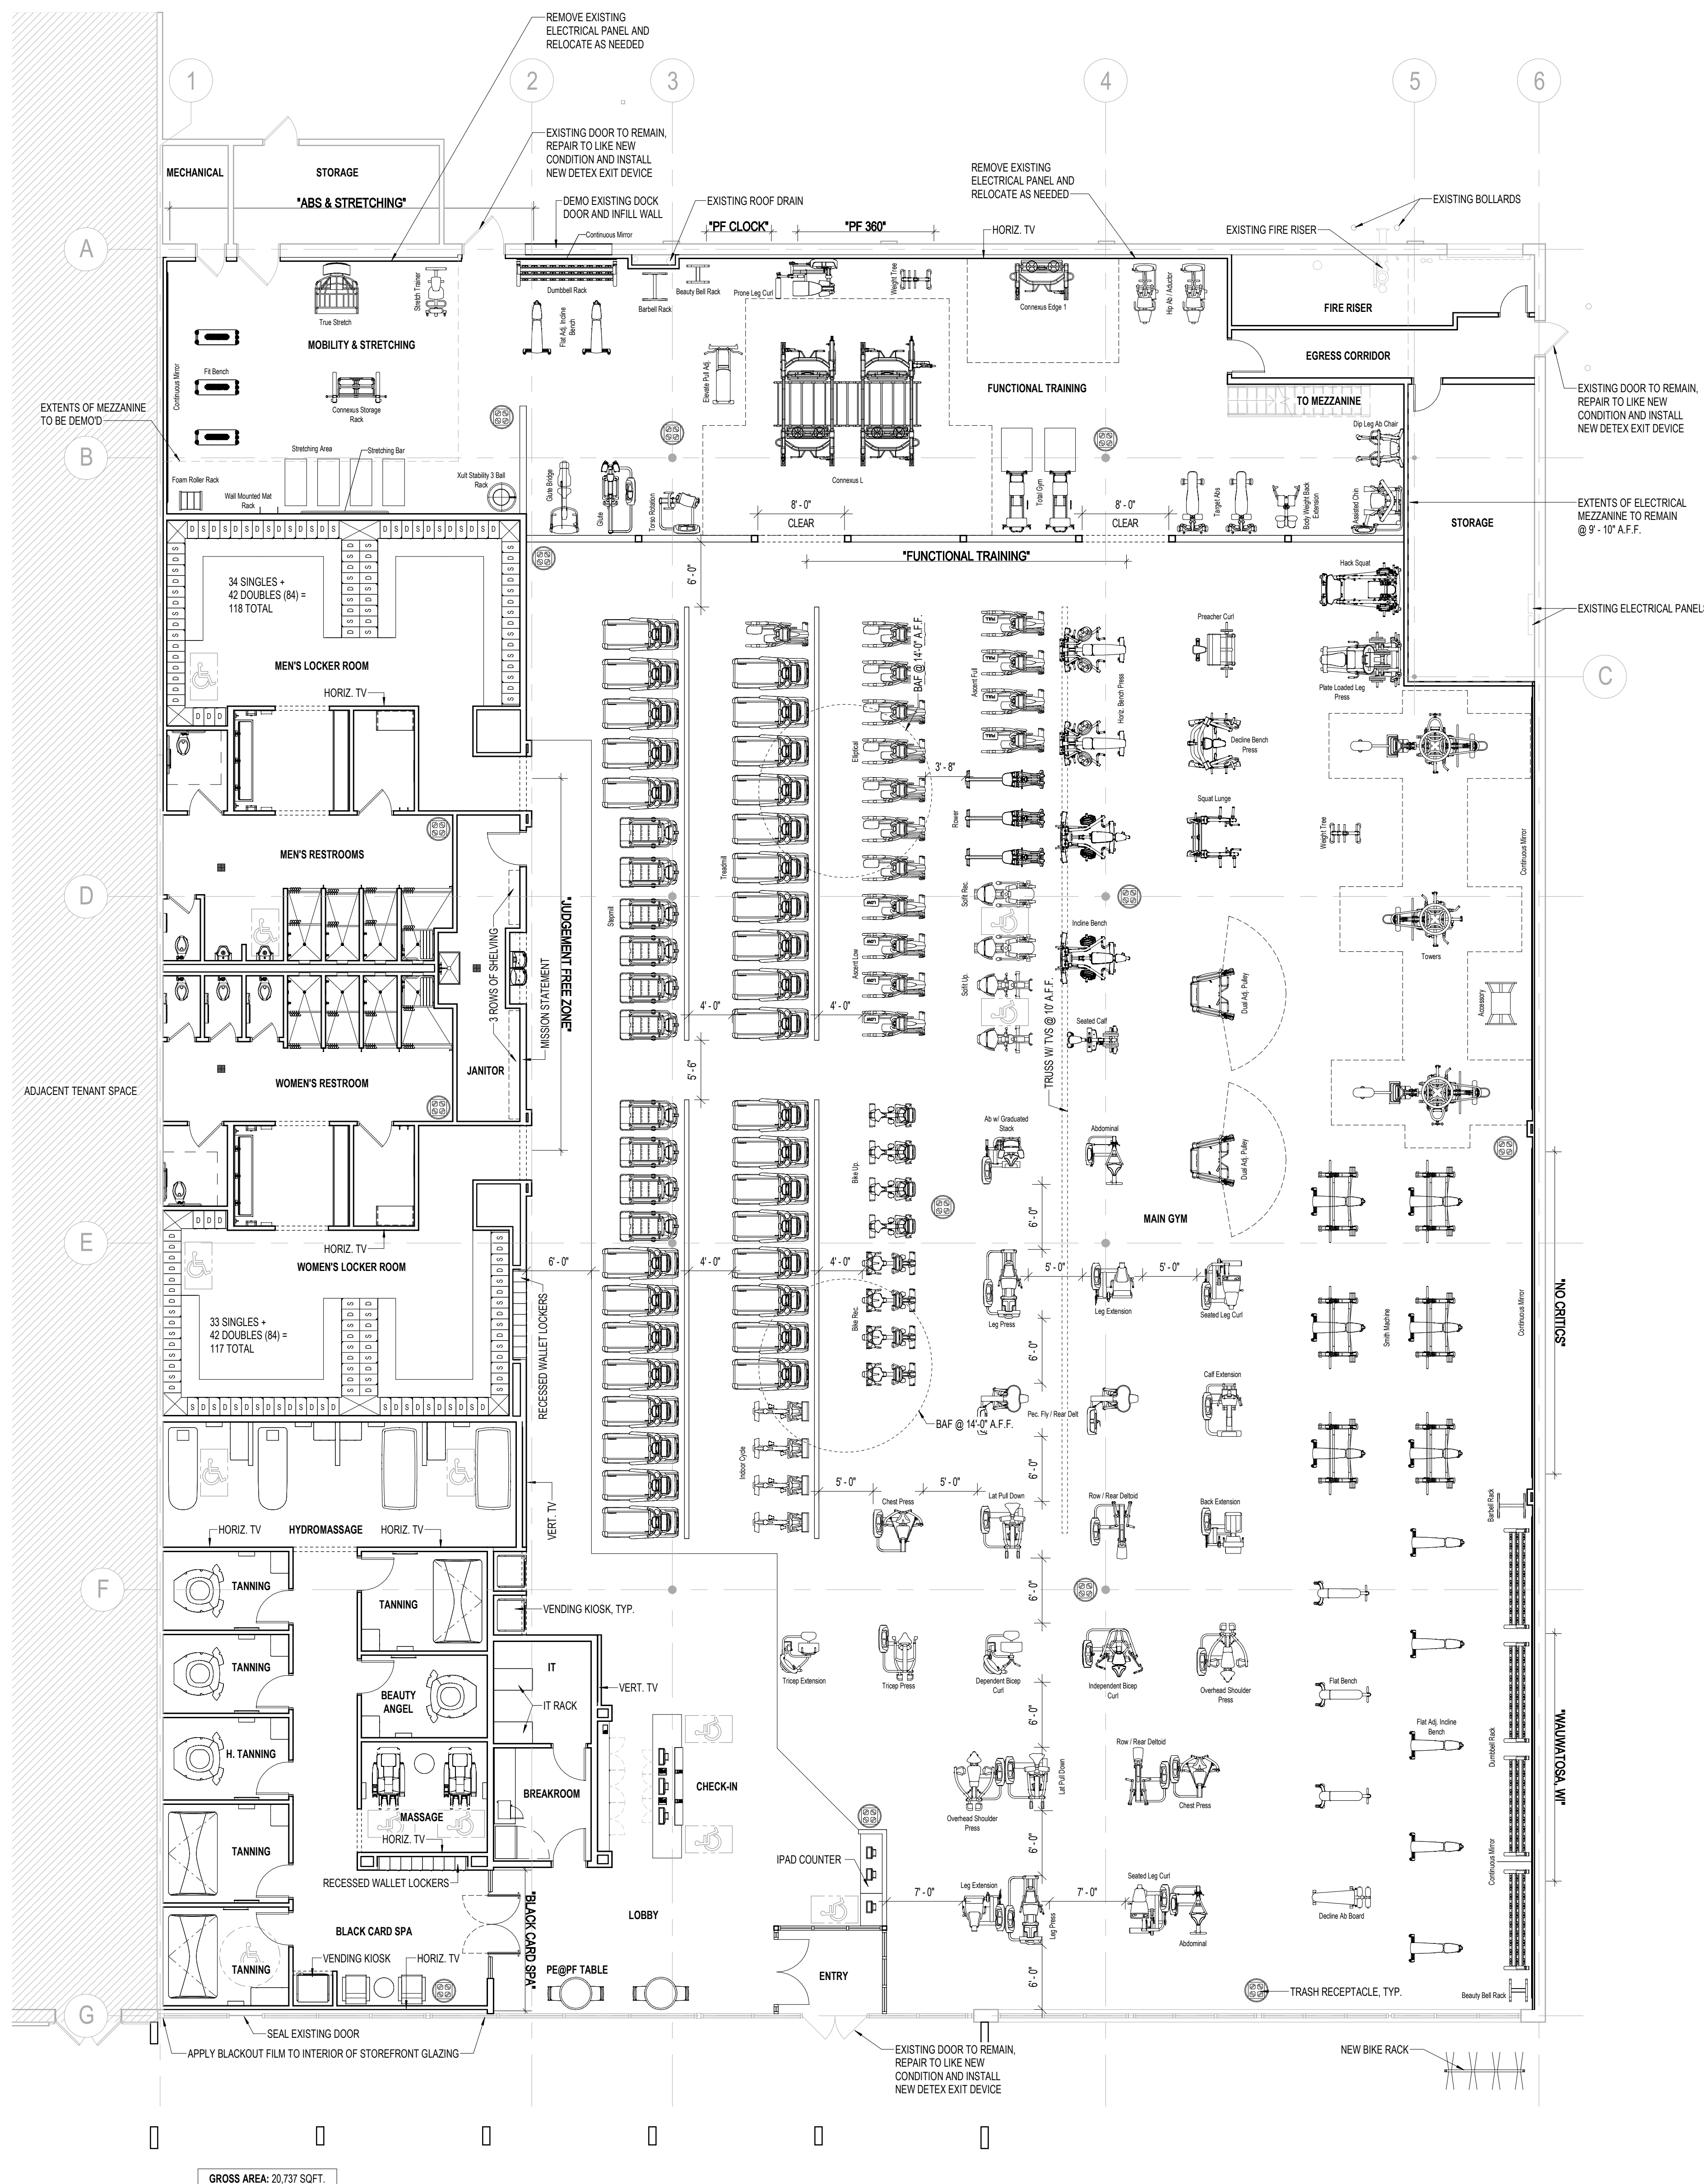 REMOVE EXISTING
ELECTRICAL PANEL AND
RELOCATE AS NEEDED
1
2
3
4
5
6
EXISTING DOOR TO REMAIN,
REPAIR TO LIKE NEW
CONDITION AND INSTALL
NEW DETEX EXIT DEVICE
MECHANICAL
STORAGE
"ABS & STRETCHING"
DEMO EXISTING DOCK
DOOR AND INFILL WALL
Continuous Mirror
EXISTING ROOF DRAIN
"PF CLOCK"
"PF 360"
REMOVE EXISTING
ELECTRICAL PANEL AND
RELOCATE AS NEEDED
HORIZ. TV
EXISTING BOLLARDS
EXISTING FIRE RISER
A
True Stretch
Stretch Trainer
Dumbbell Rack
Barbell Rack
Beauty Bell Rack
Prone Leg Curl
Weight Tree
Connexus Edge 1
Hip Ab / Aductor
FIRE RISER
MOBILITY & STRETCHING
Flat Adj. Incline
Bench
EGRESS CORRIDOR
Continuous Mirror
Fit Bench
Connexus Storage
Rack
Elevate Pull Adj.
FUNCTIONAL TRAINING
TO MEZZANINE
EXISTING DOOR TO REMAIN,
REPAIR TO LIKE NEW
CONDITION AND INSTALL
NEW DETEX EXIT DEVICE
EXTENTS OF MEZZANINE
TO BE DEMO'D
Dip Leg Ab Chair
B
Stretching Area
Stretching Bar
Foam Roller Rack
Wall Mounted Mat
Rack
Xult Stability 3 Ball
Rack
Glute Bridge
Glute
Torso Rotation
Connexus L
8' - 0"
CLEAR
Total Gym
8' - 0"
CLEAR
Target Abs
Body Weight Back
Extension
Assisted Chin
STORAGE
EXTENTS OF ELECTRICAL
MEZZANINE TO REMAIN
@ 9' - 10" A.F.F.
"FUNCTIONAL TRAINING"
34 SINGLES +
42 DOUBLES (84) =
118 TOTAL
6' - 0"
Hack Squat
EXISTING ELECTRICAL PANEL
MEN'S LOCKER ROOM
HORIZ. TV
BAF @ 14'-0" A.F.F.
Ascent Full
Horiz. Bench Press
Preacher Curl
Plate Loaded Leg
Press
C
Elliptical
3' - 8"
Decline Bench
Press
Squat Lunge
Rower
Weight Tree
Continuous Mirror
MEN'S RESTROOMS
Treadmill
D
"JUDGEMENT FREE ZONE"
Stepmill
Sofit Rec.
Incline Bench
3 ROWS OF SHELVING
MISSION STATEMENT
Ascent Low
Sofit Up.
Towers
Dual Adj. Pulley
Accessory
4' - 0"
4' - 0"
Seated Calf
TRUSS W/ TVS @ 10'/ A.F.F.
5' - 6"
JANITOR
WOMEN'S RESTROOM
ADJACENT TENANT SPACE
Ab w/ Graduated
Stack
Abdominal
Bike Up.
Dual Adj. Pulley
6' - 0"
MAIN GYM
E
HORIZ. TV
WOMEN'S LOCKER ROOM
6' - 0"
4' - 0"
4' - 0"
5' - 0"
5' - 0"
RECESSED WALLET LOCKERS
33 SINGLES +
42 DOUBLES (84) =
117 TOTAL
Bike Rec.
Leg Press
Leg Extension
Seated Leg Curl
Smith Machine
Continuous Mirror
"NO CRITICS"
6' - 0"
Calf Extension
BAF @ 14'-0" A.F.F.
Pec. Fly / Rear Delt
6' - 0"
Indoor Cycle
5' - 0"
5' - 0"
Chest Press
Lat Pull Down
Row / Rear Deltoid
Back Extension
Barbell Rack
HORIZ. TV
HYDROMASSAGE
HORIZ. TV
VERT. TV
TANNING
TANNING
F
VENDING KIOSK, TYP.
6' - 0"
TANNING
BEAUTY
ANGEL
IT
IT RACK
VERT. TV
Tricep Extension
Tricep Press
Dependent Bicep
Curl
Independent Bicep
Curl
Overhead Shoulder
Press
Flat Bench
6' - 0"
Flat Adj. Incline
Bench
Dumbbell Rack
"WAUWATOSA, WI"
H. TANNING
Row / Rear Deltoid
CHECK-IN
BREAKROOM
Lat Pull Down
Chest Press
Overhead Shoulder
Press
MASSAGE
HORIZ. TV
TANNING
6' - 0"
Continuous Mirror
IPAD COUNTER
RECESSED WALLET LOCKERS
"BLACK CARD SPA"
7' - 0"
Leg Extension
Leg Press
7' - 0"
Seated Leg Curl
Abdominal
Decline Ab Board
LOBBY
BLACK CARD SPA
VENDING KIOSK
HORIZ. TV
TANNING
PE@PF TABLE
ENTRY
6' - 0"
TRASH RECEPTACLE, TYP.
Beauty Bell Rack
G
SEAL EXISTING DOOR
APPLY BLACKOUT FILM TO INTERIOR OF STOREFRONT GLAZING
EXISTING DOOR TO REMAIN,
REPAIR TO LIKE NEW
CONDITION AND INSTALL
NEW DETEX EXIT DEVICE
NEW BIKE RACK
GROSS AREA: 20,737 SQFT.